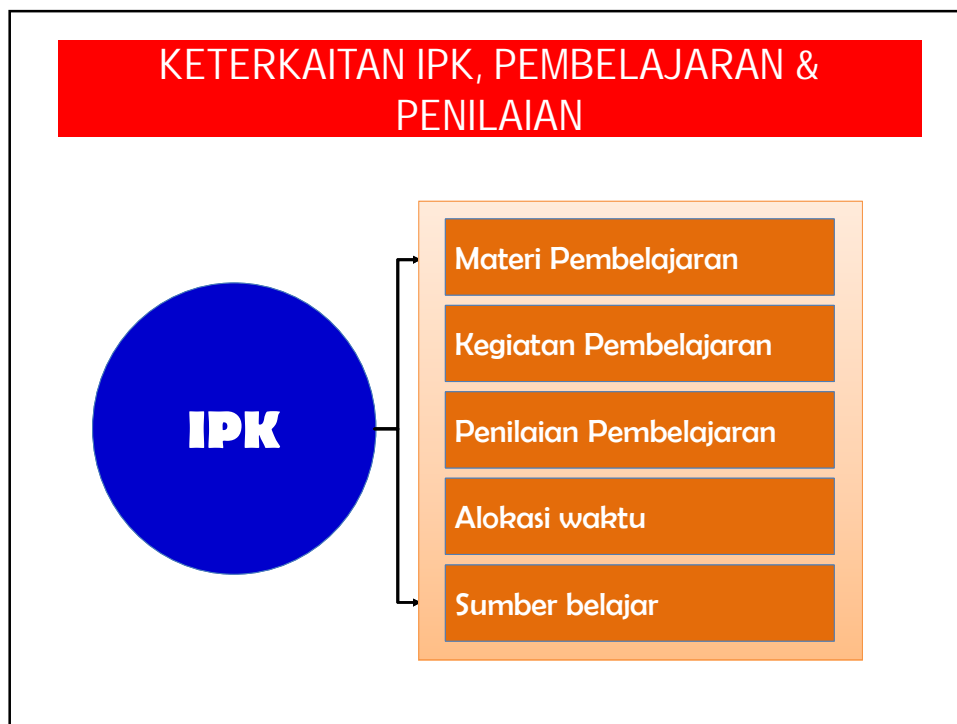 KETERKAITAN IPK, PEMBELAJARAN &
PENILAIAN
IPK
Materi Pembelajaran
Kegiatan Pembelajaran
Penilaian Pembelajaran
Alokasi waktu
Sumber belajar